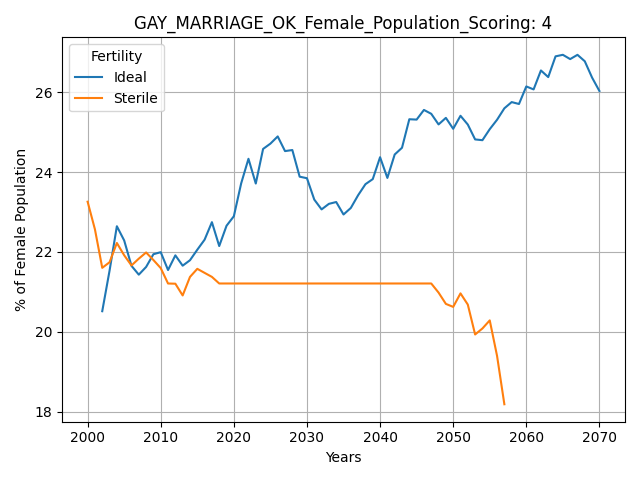 GAY_MARRIAGE_OK_Female_Population_Scoring: 4
Fertility
Ideal
Sterile
% of Female Population
26
24
22
20
18
2000 2010 2020 2030 2040 2050 2060 2070
Years